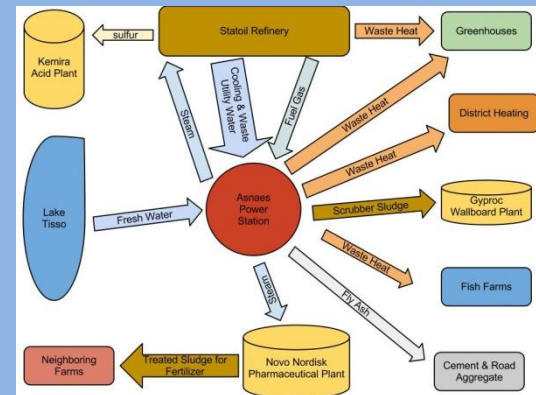 sulfur
Statoil Refinery
Waste Heat
Greenhouses
Kemira
Acid Plant
Steam
Cooling & Waste
Utility Water
Fuel Gas
Waste Heat
Waste Heat
District Heating
Lake
Tisso
Fresh Water
Asnaes
Power
Station
Scrubber Sludge
Gyproc
Wallboard Plant
Waste Heat
Fish Farms
Steam
Fly Ash
Neighboring
Farms
Treated Sludge for
Fertilizer
Novo Nordisk
Pharmaceutical Plant
Cement & Road
Aggregate